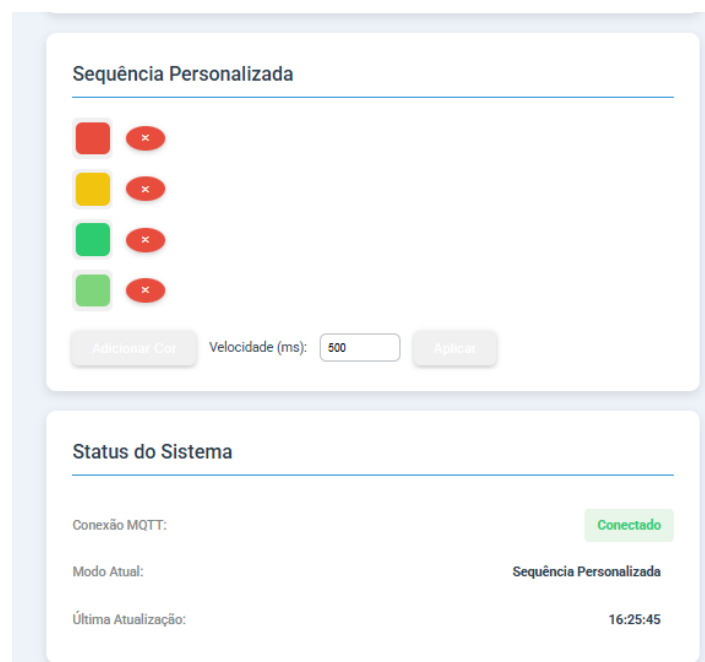 Sequência Personalizada
×
×
×
×
Adicionar Cor Velocidade (ms): 500 Aplicar
Status do Sistema
Conexão MQTT: Conectado
Modo Atual: Sequência Personalizada
Última Atualização: 16:25:45